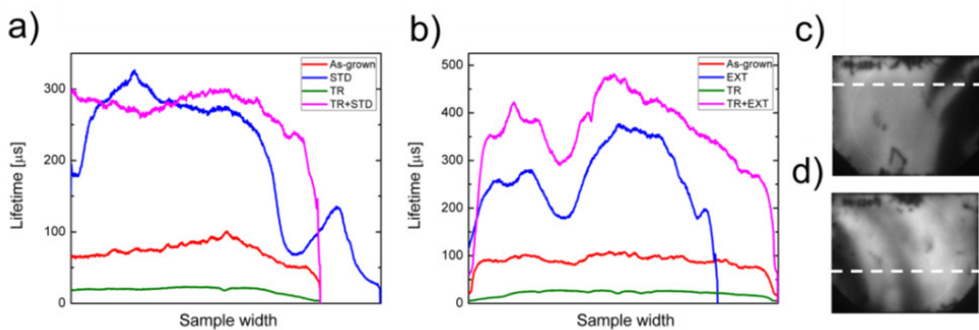 a)
As-grown
STD
TR
TR+STD
300
200
100
0
Lifetime [µs]
Sample width
b)
As-grown
EXT
TR
TR+EXT
500
400
300
200
100
0
Lifetime [µs]
Sample width
c)
d)